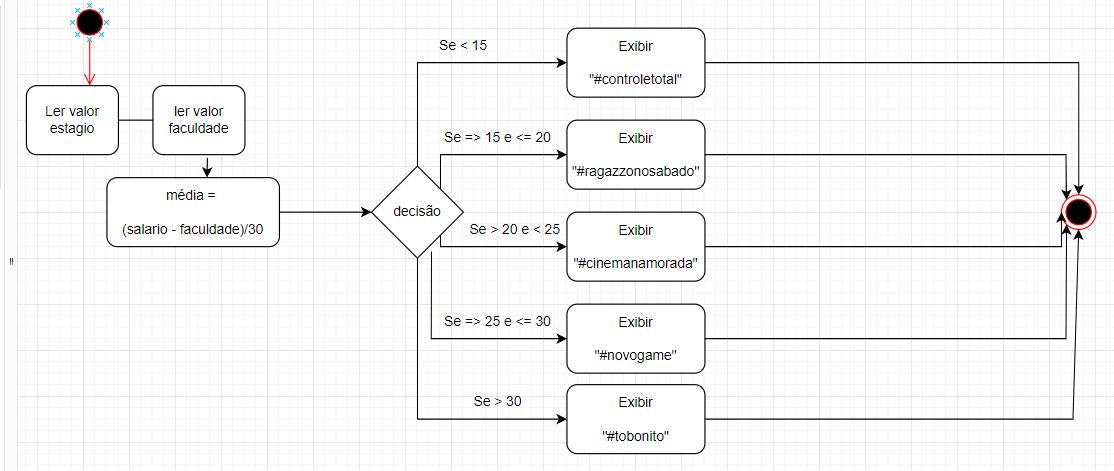 Ler valor
estagio
ler valor
faculdade
média =
(salario - faculdade)/30
decisão
Se < 15
Exibir
"#controletotal"
Se => 15 e <= 20
Exibir
"#ragazzonosabado"
Se > 20 e < 25
Exibir
"#cinemanamorada"
Se => 25 e <= 30
Exibir
"#novogame"
Se > 30
Exibir
"#tobonito"